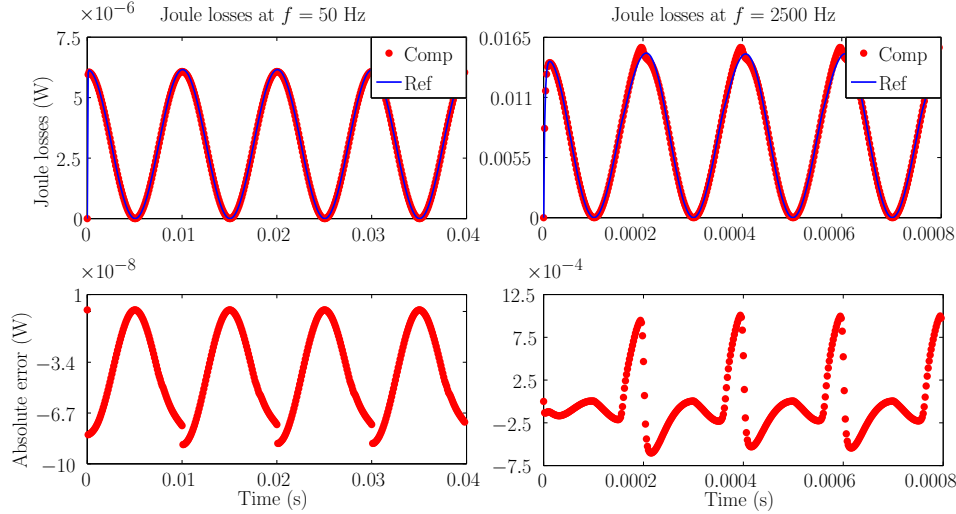 Joule losses at f = 50 Hz
×10⁻⁶
7.5
5
2.5
0
Joule losses (W)
Comp
Ref
0 0.01 0.02 0.03 0.04
Joule losses at f = 2500 Hz
0.0165
0.011
0.0055
0
Comp
Ref
0 0.0002 0.0004 0.0006 0.0008
×10⁻⁸
1
−3.4
−6.7
−10
Absolute error (W)
0 0.01 0.02 0.03 0.04
Time (s)
×10⁻⁴
12.5
7.5
2.5
−2.5
−7.5
0 0.0002 0.0004 0.0006 0.0008
Time (s)